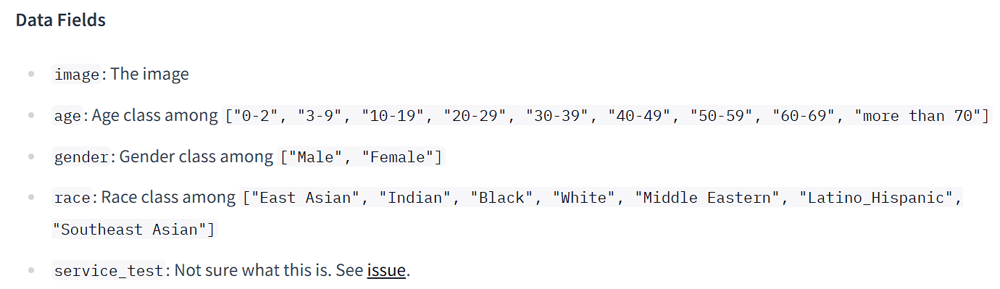 Data Fields
image: The image
age: Age class among ["0-2", "3-9", "10-19", "20-29", "30-39", "40-49", "50-59", "60-69", "more than 70"]
gender: Gender class among ["Male", "Female"]
race: Race class among ["East Asian", "Indian", "Black", "White", "Middle Eastern", "Latino_Hispanic",
"Southeast Asian"]
service_test: Not sure what this is. See issue.